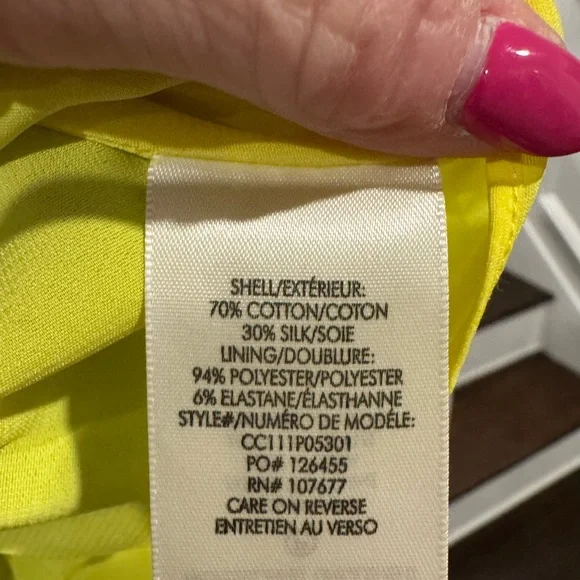 SHELL/EXTÉRIEUR:
70% COTTON/COTON
30% SILK/SOIE
LINING/DOUBLURE:
94% POLYESTER/POLYESTER
6% ELASTANE/ÉLASTHANNE
STYLE#/NUMÉRO DE MODÈLE:
CC111P05301
PO# 126455
RN# 107677
CARE ON REVERSE
ENTRETIEN AU VERSO